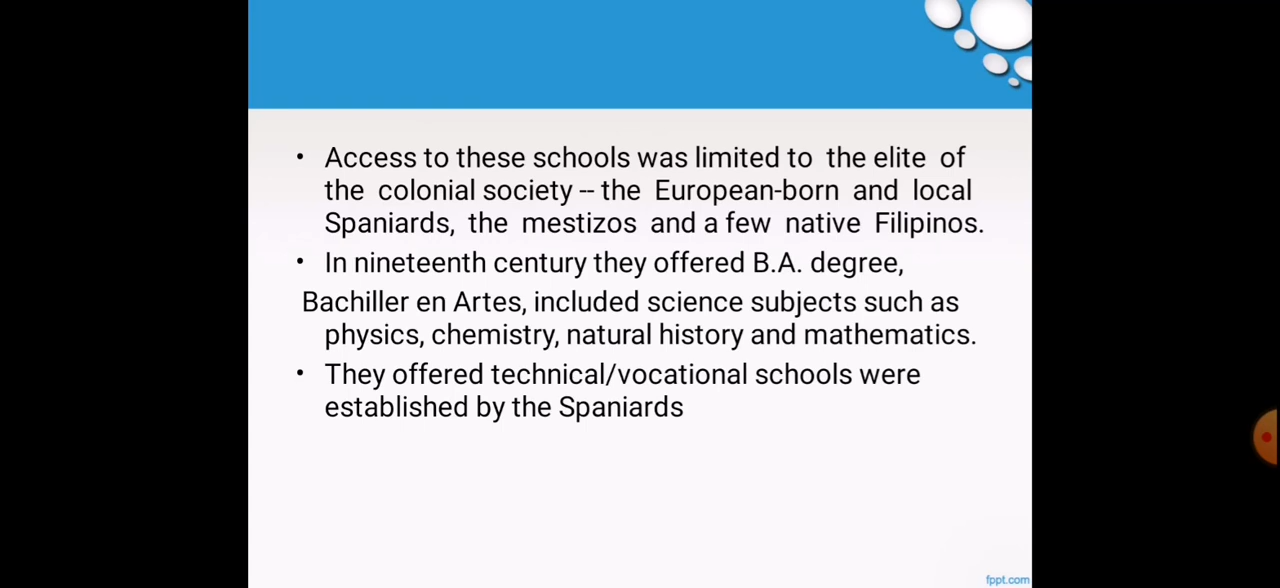 • Access to these schools was limited to the elite of
the colonial society -- the European-born and local
Spaniards, the mestizos and a few native Filipinos.
• In nineteenth century they offered B.A. degree,
Bachiller en Artes, included science subjects such as
physics, chemistry, natural history and mathematics.
• They offered technical/vocational schools were
established by the Spaniards
fppt.com